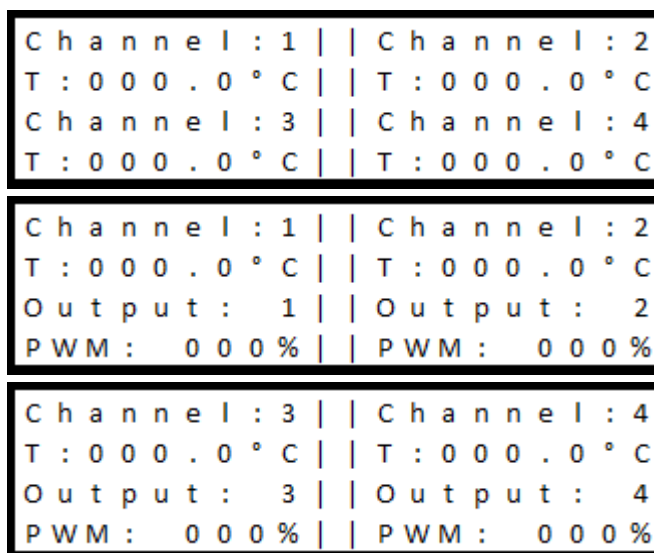 Channel:1||Channel:2
T:000.0°C||T:000.0°C
Channel:3||Channel:4
T:000.0°C||T:000.0°C
Channel:1||Channel:2
T:000.0°C||T:000.0°C
Output: 1||Output: 2
PWM: 000%||PWM: 000%
Channel:3||Channel:4
T:000.0°C||T:000.0°C
Output: 3||Output: 4
PWM: 000%||PWM: 000%